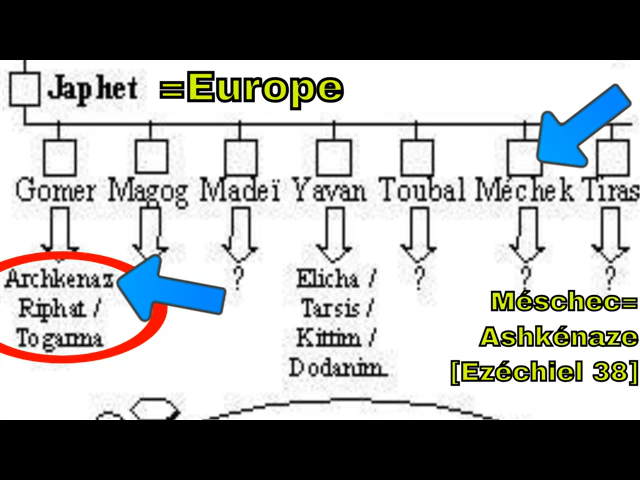 Japhet =Europe
Gomer Magog Madeï Yavan Toubal Méchek Tiras
Archkenaz ? Elicha / ? ? ?
Riphat / Tarsis /
Togarma Kittim /
Dodanim.
Méschec=
Ashkénaze
[Ezéchiel 38]